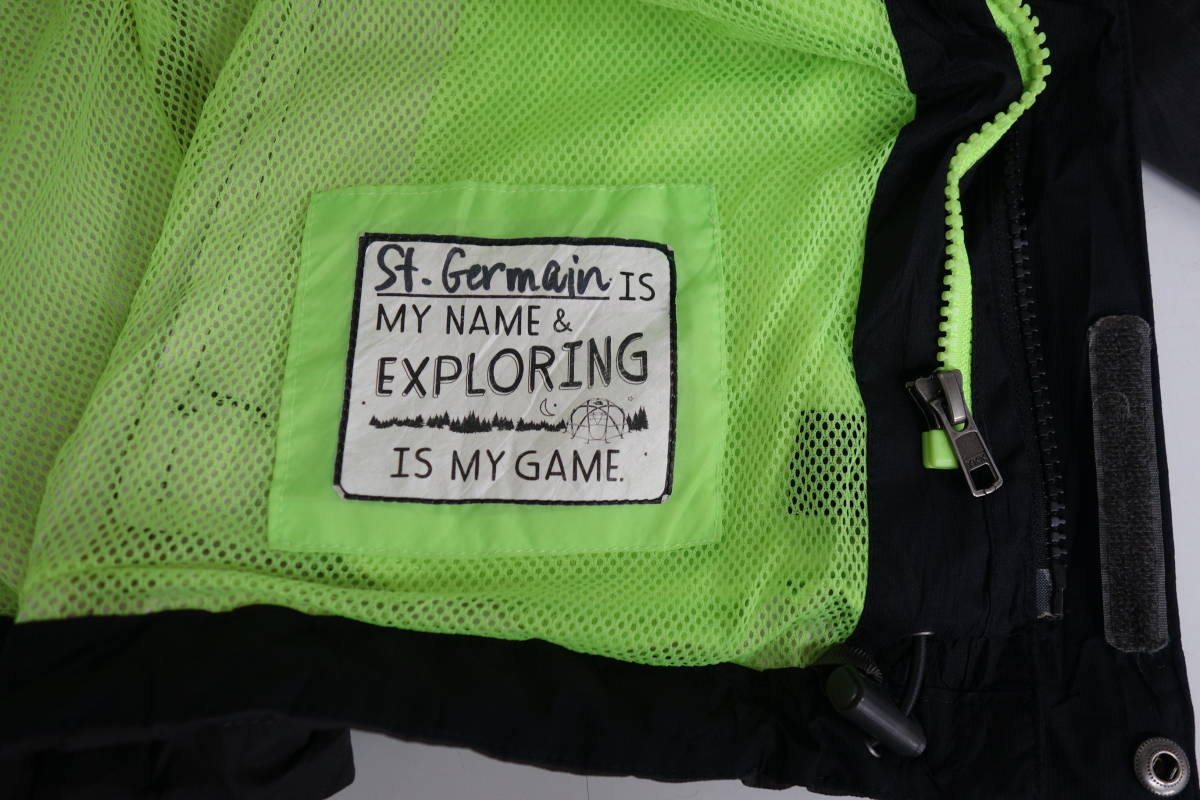 St. Germain IS
MY NAME &
EXPLORING
IS MY GAME.